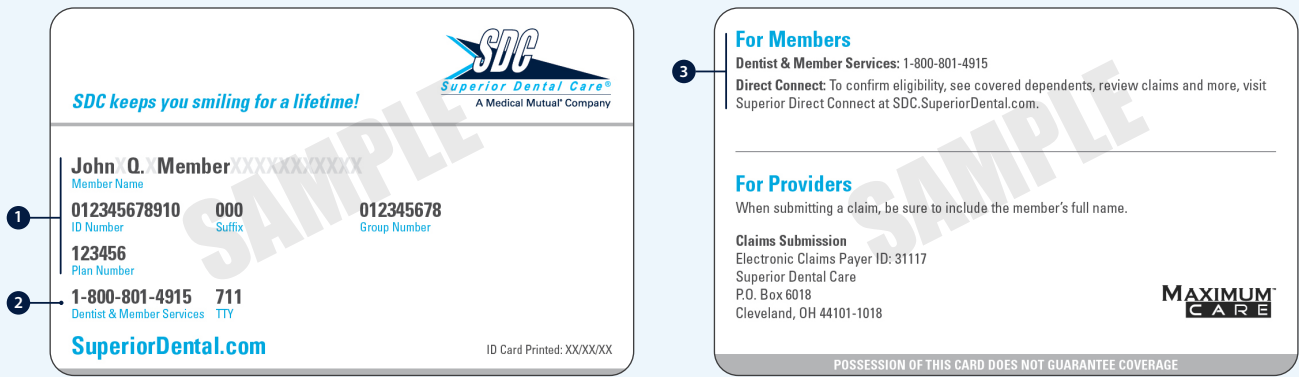 SDC
Superior Dental Care®
A Medical Mutual® Company
SDC keeps you smiling for a lifetime!
SAMPLE
1
JohnXQ.XMemberXXXXXXXXXXX
Member Name
012345678910 000 012345678
ID Number Suffix Group Number
123456
Plan Number
2
1-800-801-4915 711
Dentist & Member Services TTY
SuperiorDental.com
ID Card Printed: XX/XX/XX
3
For Members
Dentist & Member Services: 1-800-801-4915
Direct Connect: To confirm eligibility, see covered dependents, review claims and more, visit
Superior Direct Connect at SDC.SuperiorDental.com.
SAMPLE
For Providers
When submitting a claim, be sure to include the member's full name.
Claims Submission
Electronic Claims Payer ID: 31117
Superior Dental Care
P.O. Box 6018
Cleveland, OH 44101-1018
MAXIMUM™
CARE
POSSESSION OF THIS CARD DOES NOT GUARANTEE COVERAGE